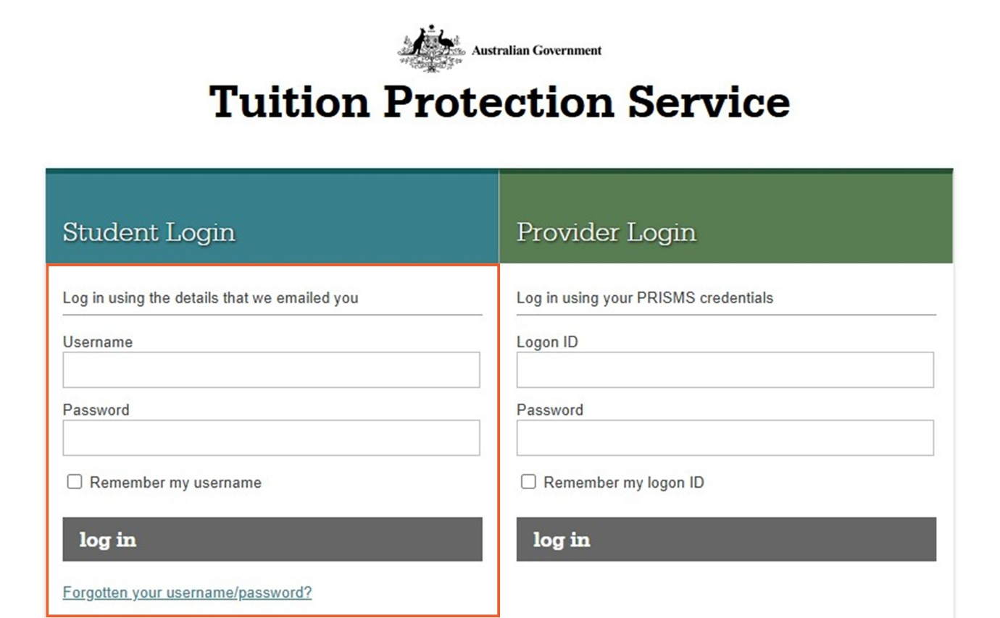 Australian Government
Tuition Protection Service
Student Login
Log in using the details that we emailed you
Username
Password
Remember my username
log in
Forgotten your username/password?
Provider Login
Log in using your PRISMS credentials
Logon ID
Password
Remember my logon ID
log in